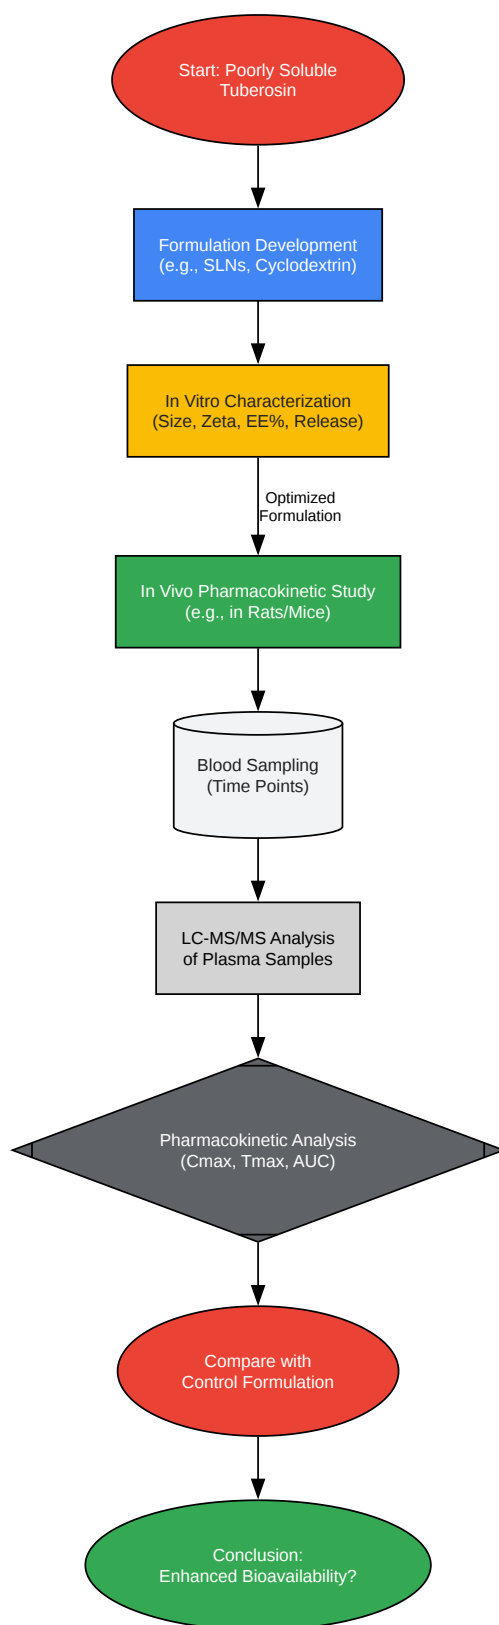 Start: Poorly Soluble
Tuberosin
Formulation Development
(e.g., SLNs, Cyclodextrin)
In Vitro Characterization
(Size, Zeta, EE%, Release)
Optimized
Formulation
In Vivo Pharmacokinetic Study
(e.g., in Rats/Mice)
Blood Sampling
(Time Points)
LC-MS/MS Analysis
of Plasma Samples
Pharmacokinetic Analysis
(Cmax, Tmax, AUC)
Compare with
Control Formulation
Conclusion:
Enhanced Bioavailability?